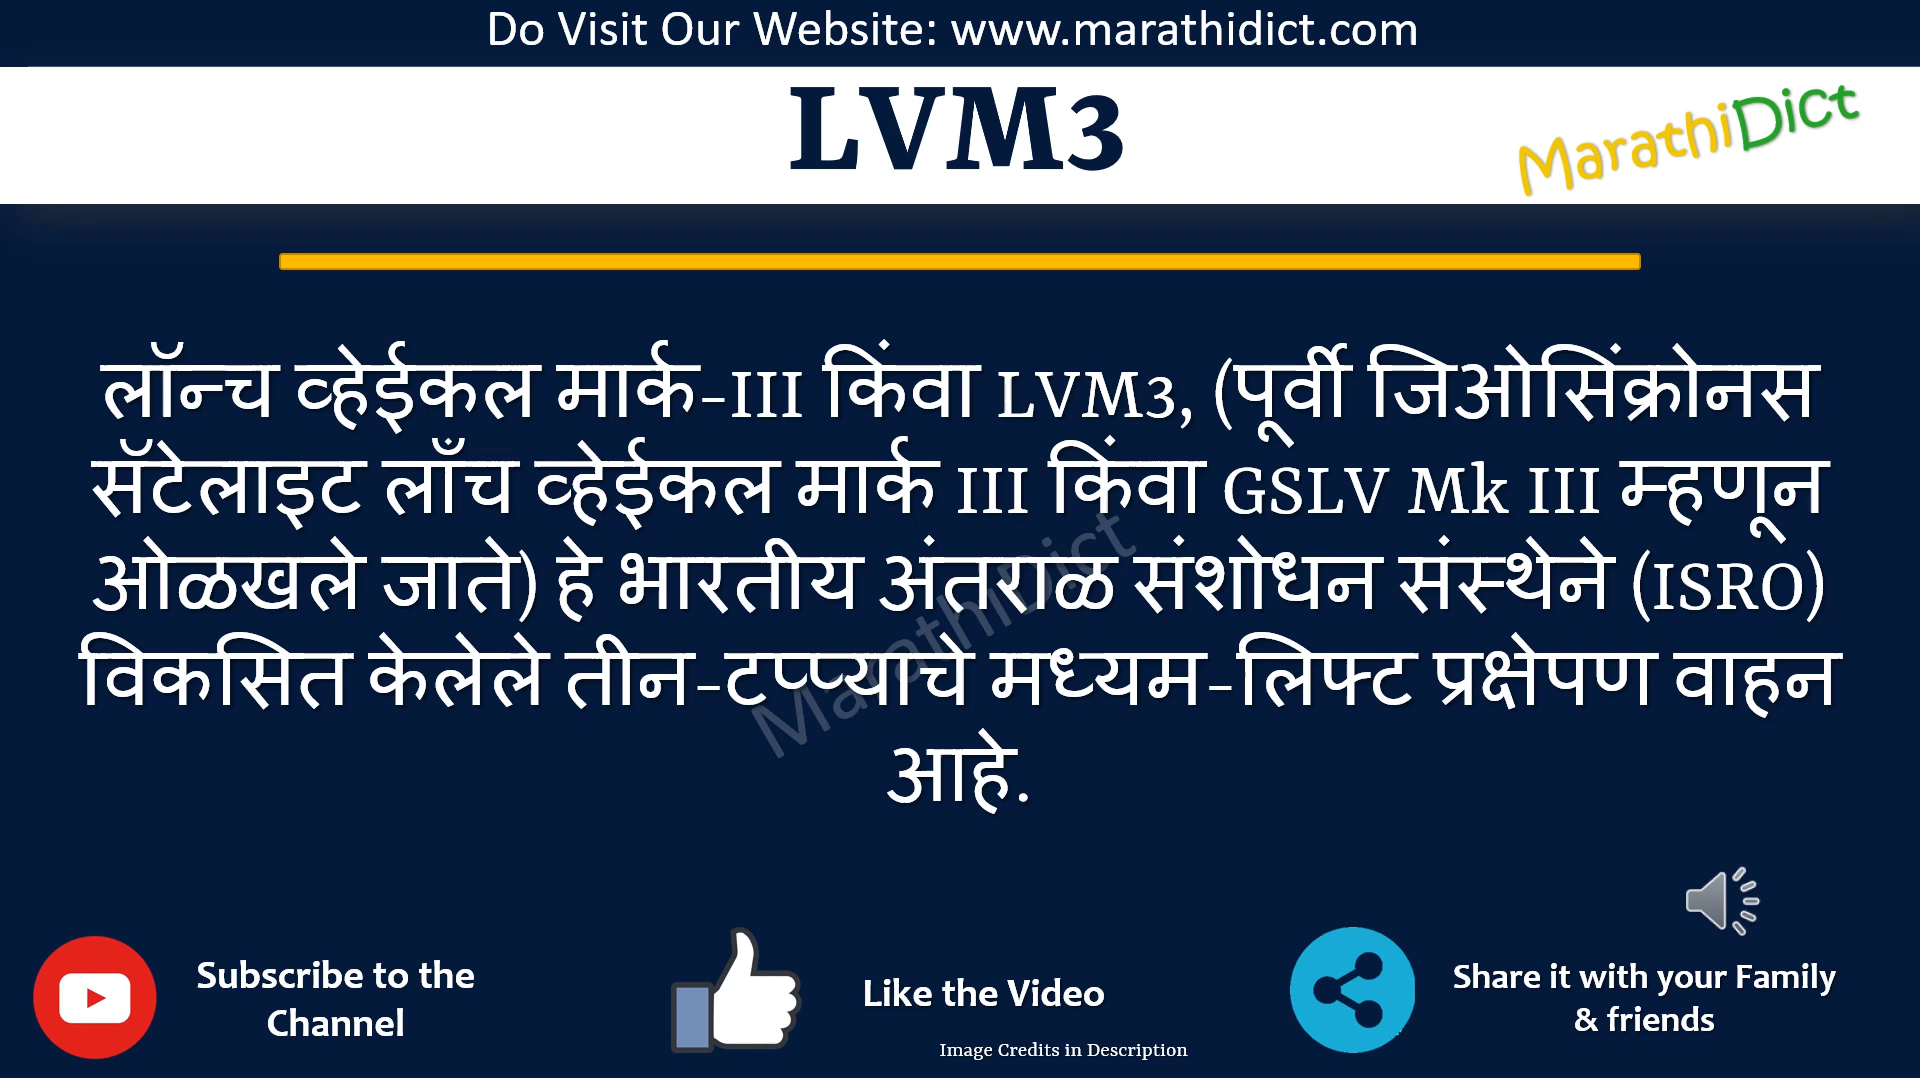 Do Visit Our Website: www.marathidict.com
LVM3
MarathiDict
लॉन्च व्हेईकल मार्क-III किंवा LVM3, (पूर्वी जिओसिंक्रोनस
सॅटेलाइट लाँच व्हेईकल मार्क III किंवा GSLV Mk III म्हणून
ओळखले जाते) हे भारतीय अंतराळ संशोधन संस्थेने (ISRO)
विकसित केलेले तीन-टप्प्याचे मध्यम-लिफ्ट प्रक्षेपण वाहन
आहे.
MarathiDict
Subscribe to the
Channel
Like the Video
Share it with your Family
& friends
Image Credits in Description